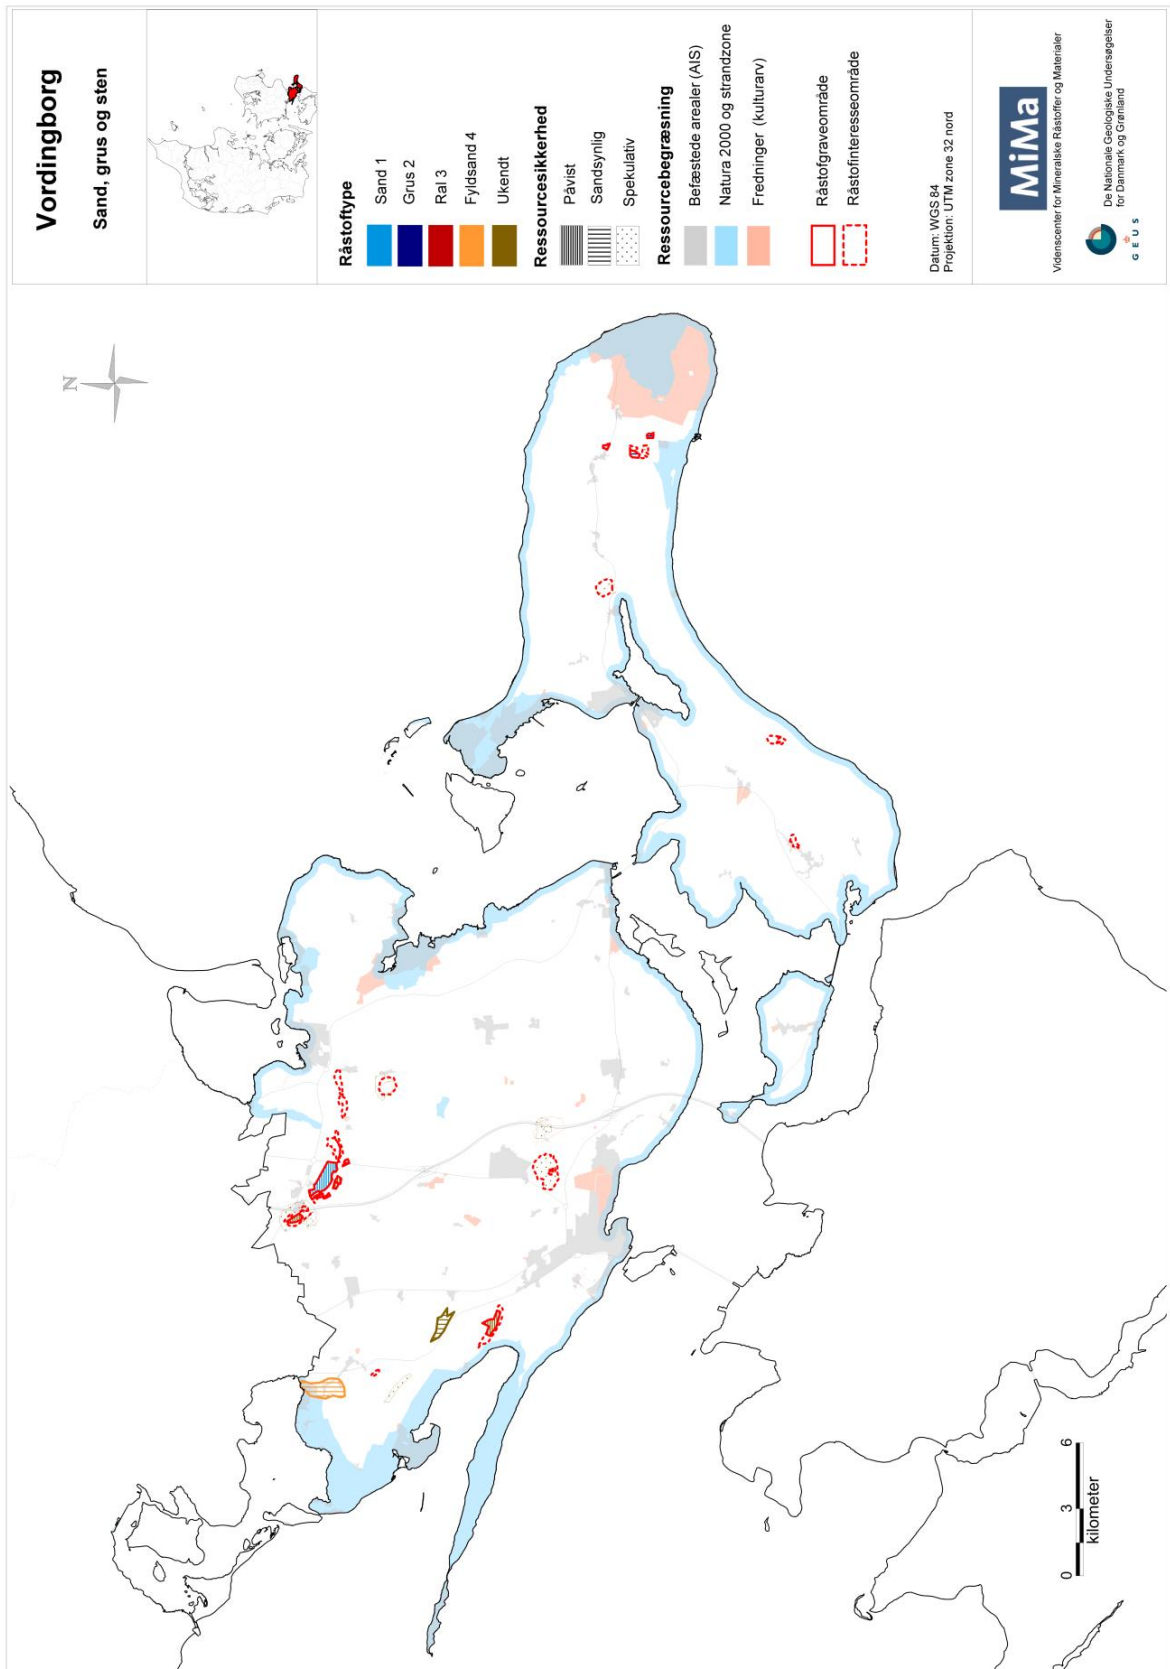 Vordingborg
Sand, grus og sten
Råstoftype
Sand 1
Grus 2
Ral 3
Fyldsand 4
Ukendt
Ressourcesikkerhed
Påvist
Sandsynlig
Spekulativ
Ressourcebegræsning
Befæstede arealer (AIS)
Natura 2000 og strandzone
Fredninger (kulturarv)
Råstofgraveområde
Råstofinteresseområde
Datum: WGS 84
Projektion: UTM zone 32 nord
MiMa
Videnscenter for Mineralske Råstoffer og Materialer
G E U S
De Nationale Geologiske Undersøgelser
for Danmark og Grønland
N
0 3 6
kilometer